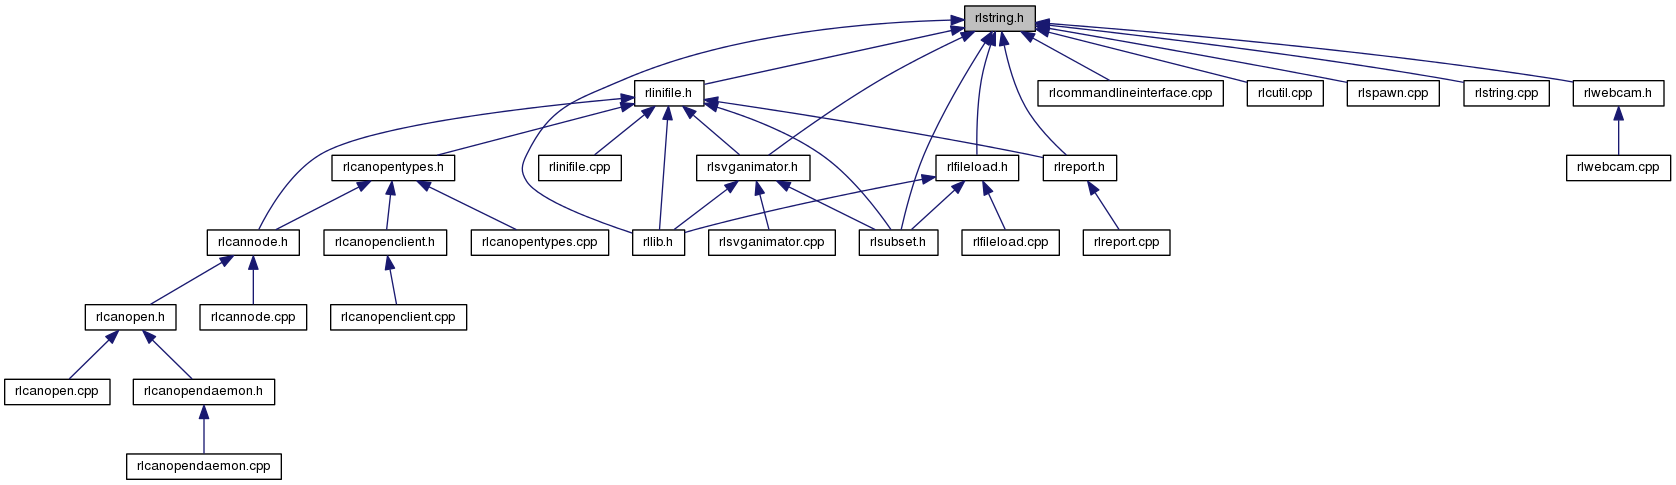 rlstring.h
rlinifile.h
rlcommandlineinterface.cpp
rlcutil.cpp
rlspawn.cpp
rlstring.cpp
rlwebcam.h
rlcanopentypes.h
rlinifile.cpp
rlsvganimator.h
rlfileload.h
rlreport.h
rlwebcam.cpp
rlcannode.h
rlcanopenclient.h
rlcanopentypes.cpp
rllib.h
rlsvganimator.cpp
rlsubset.h
rlfileload.cpp
rlreport.cpp
rlcanopen.h
rlcannode.cpp
rlcanopenclient.cpp
rlcanopen.cpp
rlcanopendaemon.h
rlcanopendaemon.cpp